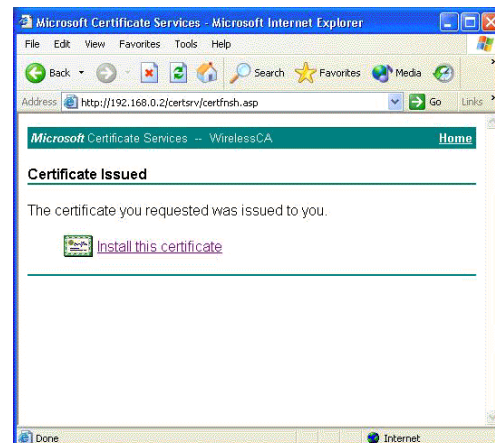 Microsoft Certificate Services - Microsoft Internet Explorer
File Edit View Favorites Tools Help
Back Search Favorites Media
Address http://192.168.0.2/certsrv/certfnsh.asp Go Links
Microsoft Certificate Services -- WirelessCA Home
Certificate Issued
The certificate you requested was issued to you.
Install this certificate
Done Internet